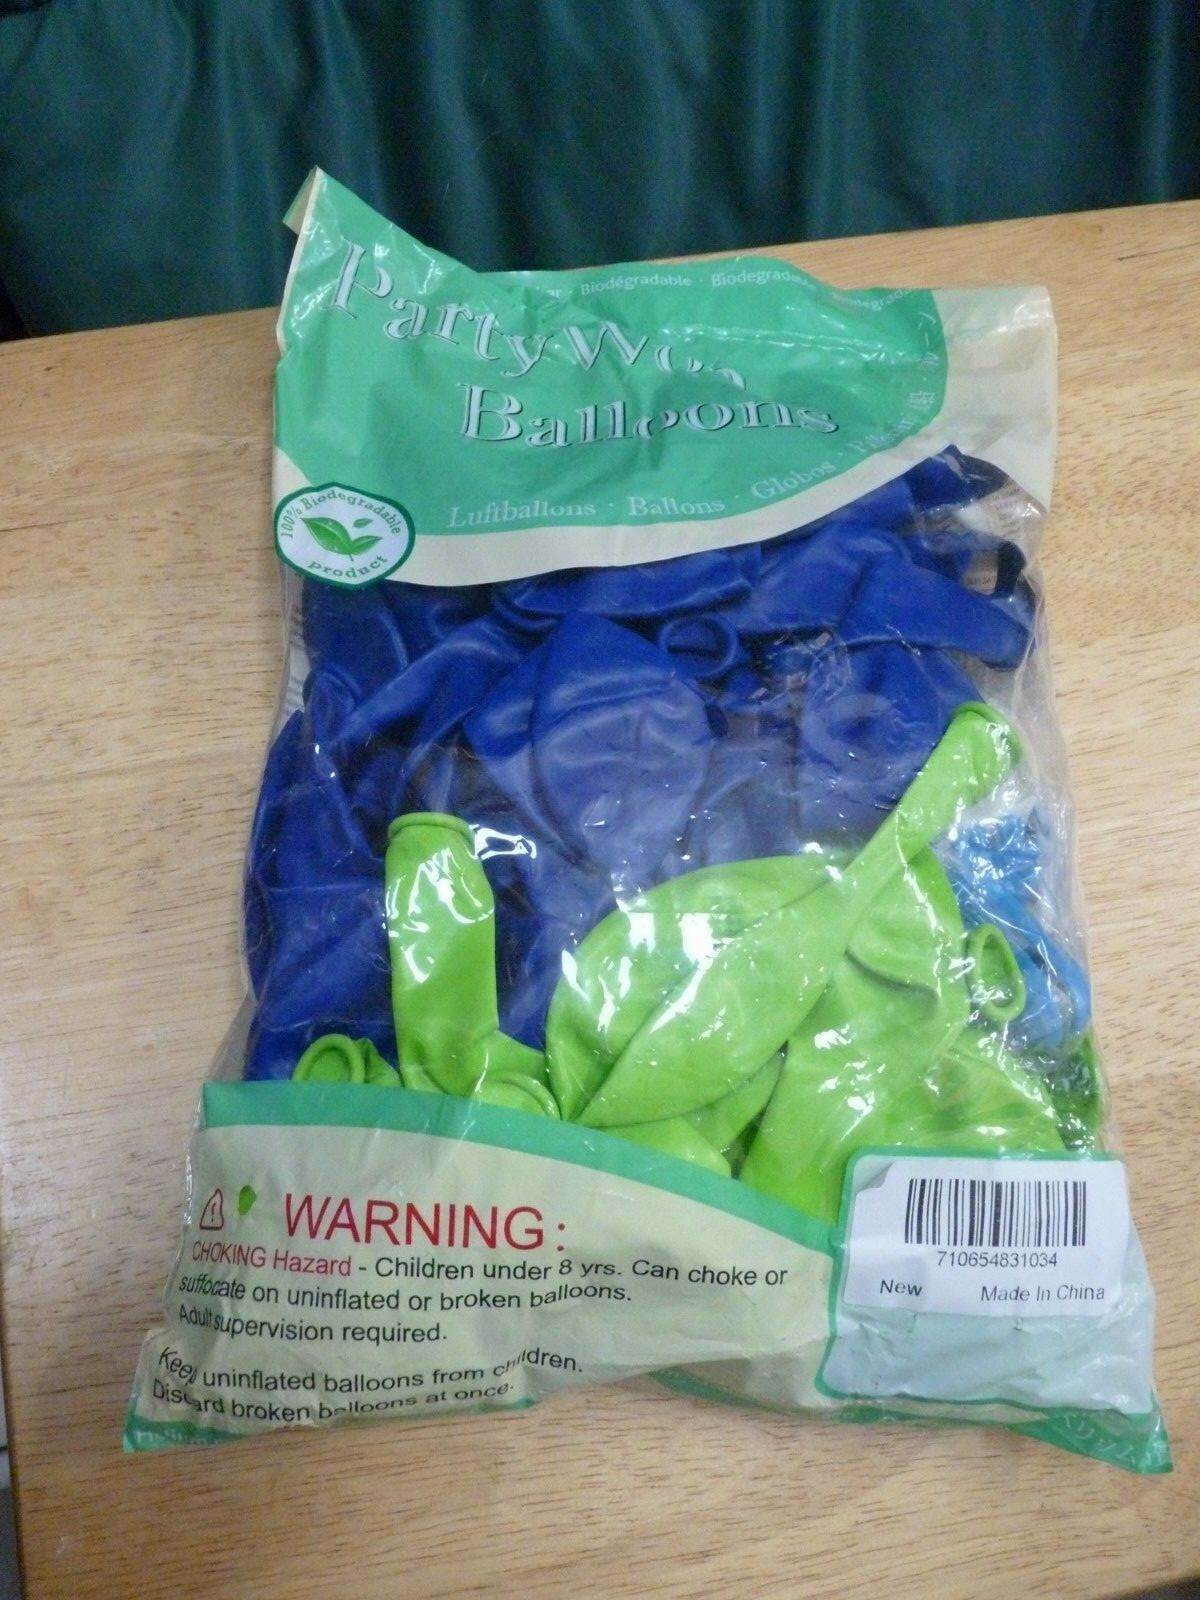 Biodégradable · Biodegradable
Party
Balloons
Luftballons · Ballons · Globos ·
100% Biodegradable
product
WARNING:
CHOKING Hazard - Children under 8 yrs. Can choke or
suffocate on uninflated or broken balloons.
Adult supervision required.
Keep uninflated balloons from children.
Discard broken balloons at once.
710654831034
New Made In China